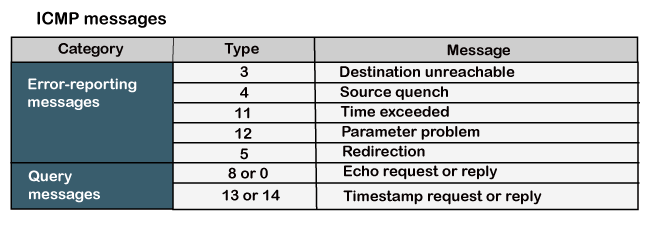 ICMP messages
Category Type Message
Error-reporting messages 3 Destination unreachable
4 Source quench
11 Time exceeded
12 Parameter problem
5 Redirection
Query messages 8 or 0 Echo request or reply
13 or 14 Timestamp request or reply